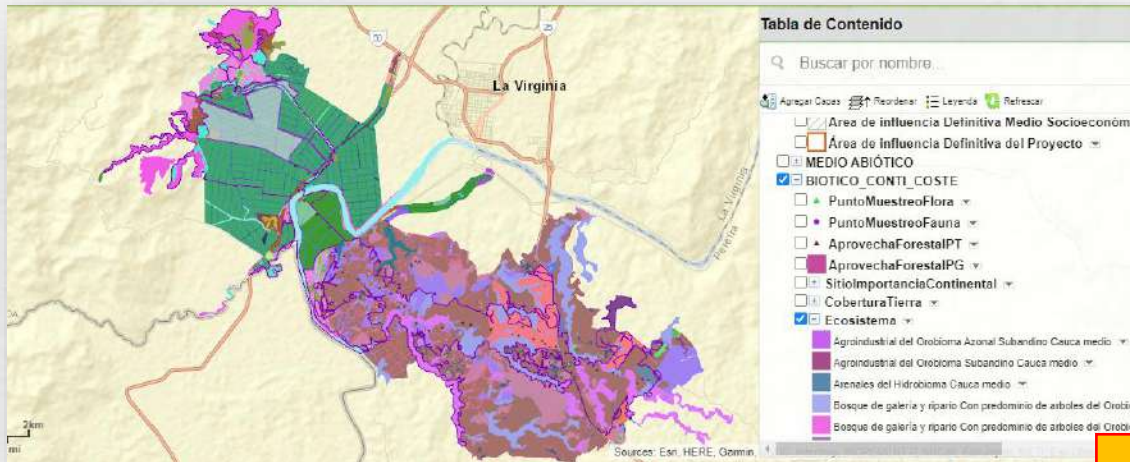 50
25
La Virginia
La Virginia
Pereira
2km
mi
Sources: Esri, HERE, Garmin,
Tabla de Contenido
Buscar por nombre...
Agregar Capas Reordenar Leyenda Refrescar
Área de influencia Definitiva Medio Socioeconóm
Área de influencia Definitiva del Proyecto
MEDIO ABIÓTICO
BIOTICO_CONTI_COSTE
PuntoMuestreoFlora
PuntoMuestreoFauna
AprovechaForestalPT
AprovechaForestalPG
SitioImportanciaContinental
CoberturaTierra
Ecosistema
Agroindustrial del Orobioma Azonal Subandino Cauca medio
Agroindustrial del Orobioma Subandino Cauca medio
Arenales del Hidrobioma Cauca medio
Bosque de galería y ripario Con predominio de arboles del Orobio
Bosque de galería y ripario Con predominio de arboles del Orobio